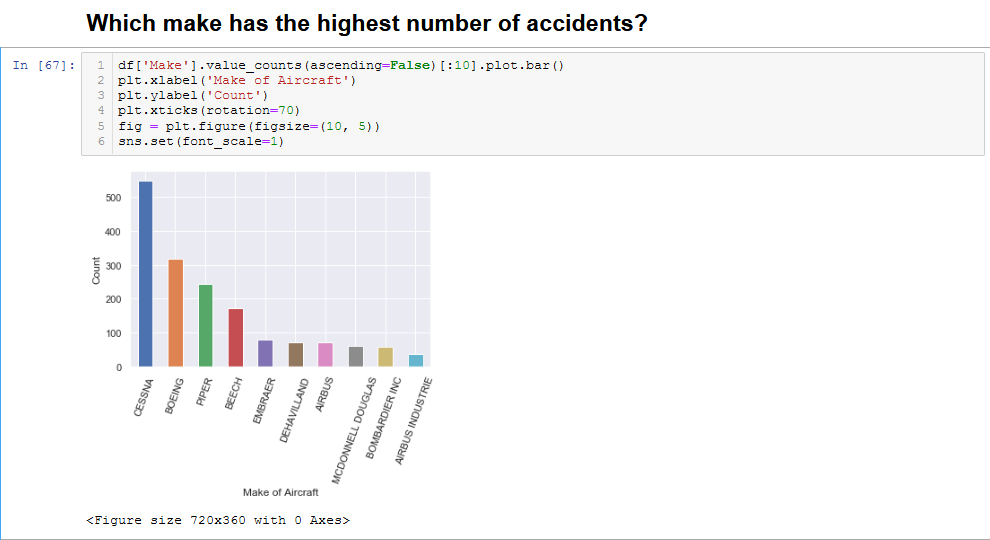 Which make has the highest number of accidents?
In [67]:
1 df['Make'].value_counts(ascending=False)[:10].plot.bar()
2 plt.xlabel('Make of Aircraft')
3 plt.ylabel('Count')
4 plt.xticks(rotation=70)
5 fig = plt.figure(figsize=(10, 5))
6 sns.set(font_scale=1)
Count
500
400
300
200
100
0
CESSNA
BOEING
PIPER
BEECH
EMBRAER
DEHAVILLAND
AIRBUS
MCDONNELL DOUGLAS
BOMBARDIER INC
AIRBUS INDUSTRIE
Make of Aircraft
<Figure size 720x360 with 0 Axes>